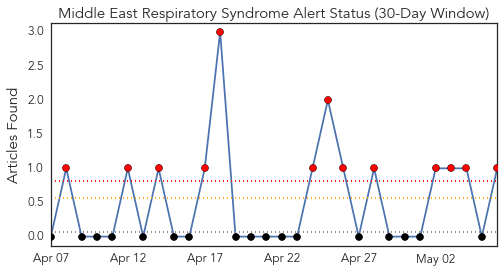 Middle East Respiratory Syndrome Alert Status (30-Day Window)
Articles Found
3.0
2.5
2.0
1.5
1.0
0.5
0.0
Apr 07
Apr 12
Apr 17
Apr 22
Apr 27
May 02